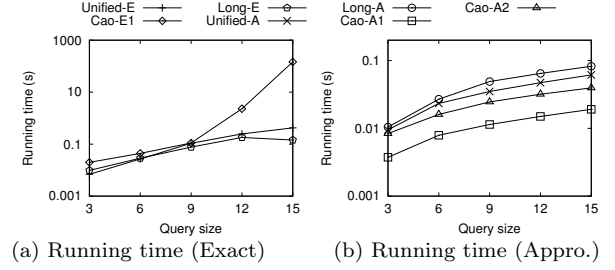 Unified-E Long-E Long-A Cao-A2
Cao-E1 Unified-A Cao-A1
1000
10
0.1
0.001
3 6 9 12 15
Running time (s)
Query size
0.1
0.01
0.001
3 6 9 12 15
Running time (s)
Query size
(a) Running time (Exact) (b) Running time (Appro.)